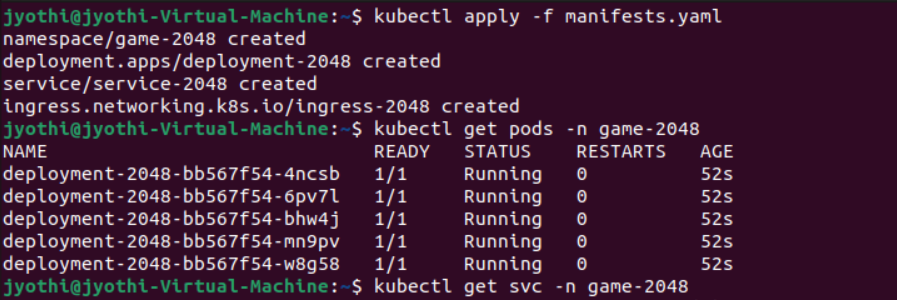 jyothi@jyothi-Virtual-Machine:~$ kubectl apply -f manifests.yaml
namespace/game-2048 created
deployment.apps/deployment-2048 created
service/service-2048 created
ingress.networking.k8s.io/ingress-2048 created
jyothi@jyothi-Virtual-Machine:~$ kubectl get pods -n game-2048
NAME READY STATUS RESTARTS AGE
deployment-2048-bb567f54-4ncsb 1/1 Running 0 52s
deployment-2048-bb567f54-6pv7l 1/1 Running 0 52s
deployment-2048-bb567f54-bhw4j 1/1 Running 0 52s
deployment-2048-bb567f54-mn9pv 1/1 Running 0 52s
deployment-2048-bb567f54-w8g58 1/1 Running 0 52s
jyothi@jyothi-Virtual-Machine:~$ kubectl get svc -n game-2048